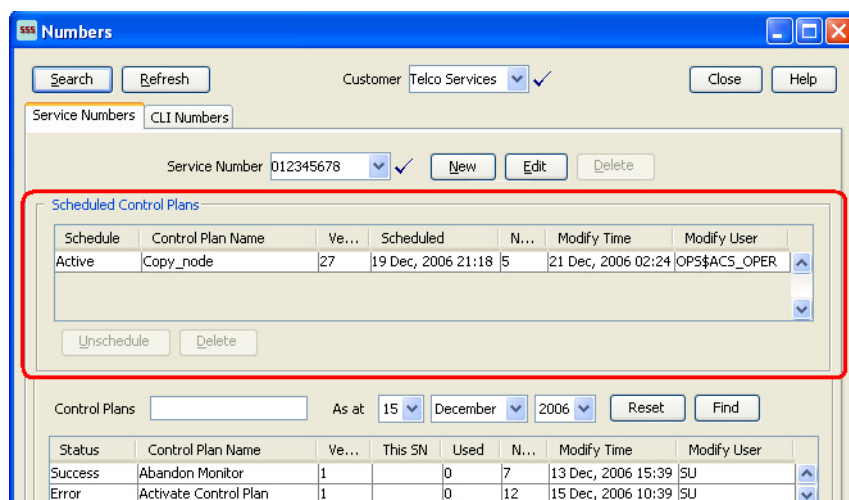 SSS Numbers
Search Refresh Customer Telco Services Close Help
Service Numbers CLI Numbers
Service Number 012345678 New Edit Delete
Scheduled Control Plans
Schedule Control Plan Name Ve... Scheduled N... Modify Time Modify User
Active Copy_node 27 19 Dec, 2006 21:18 5 21 Dec, 2006 02:24 OPS$ACS_OPER
Unschedule Delete
Control Plans As at 15 December 2006 Reset Find
Status Control Plan Name Ve... This SN Used N... Modify Time Modify User
Success Abandon Monitor 1 0 7 13 Dec, 2006 15:39 SU
Error Activate Control Plan 1 0 12 15 Dec, 2006 10:39 SU